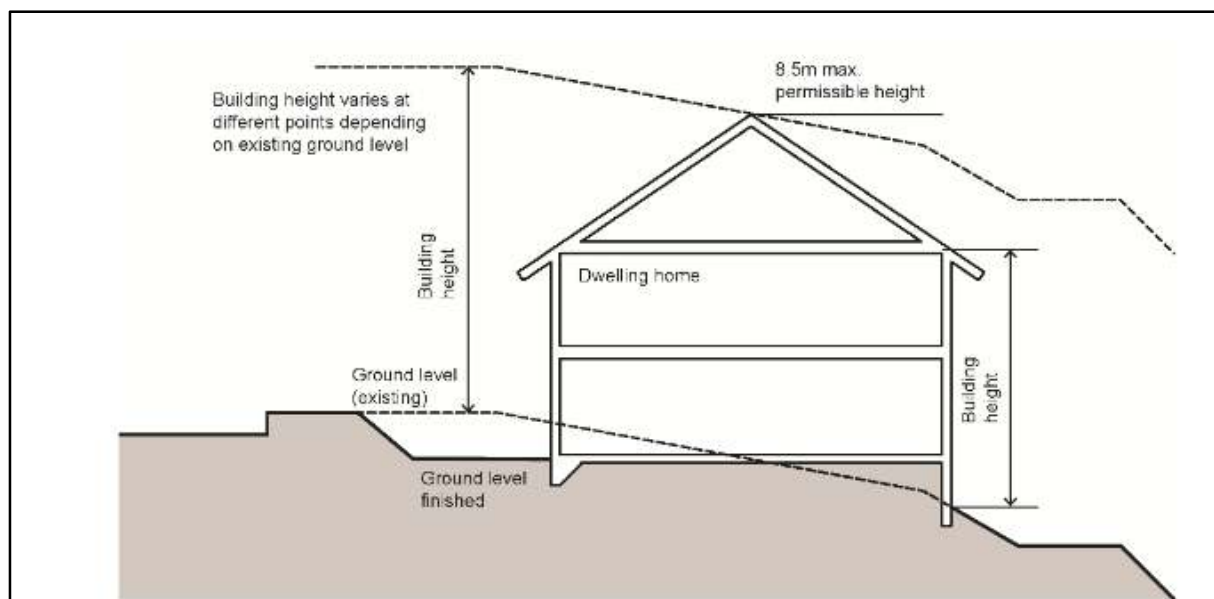 8.5m max.
permissible height
Building height varies at
different points depending
on existing ground level
Building
height
Dwelling home
Ground level
(existing)
Building
height
Ground level
finished